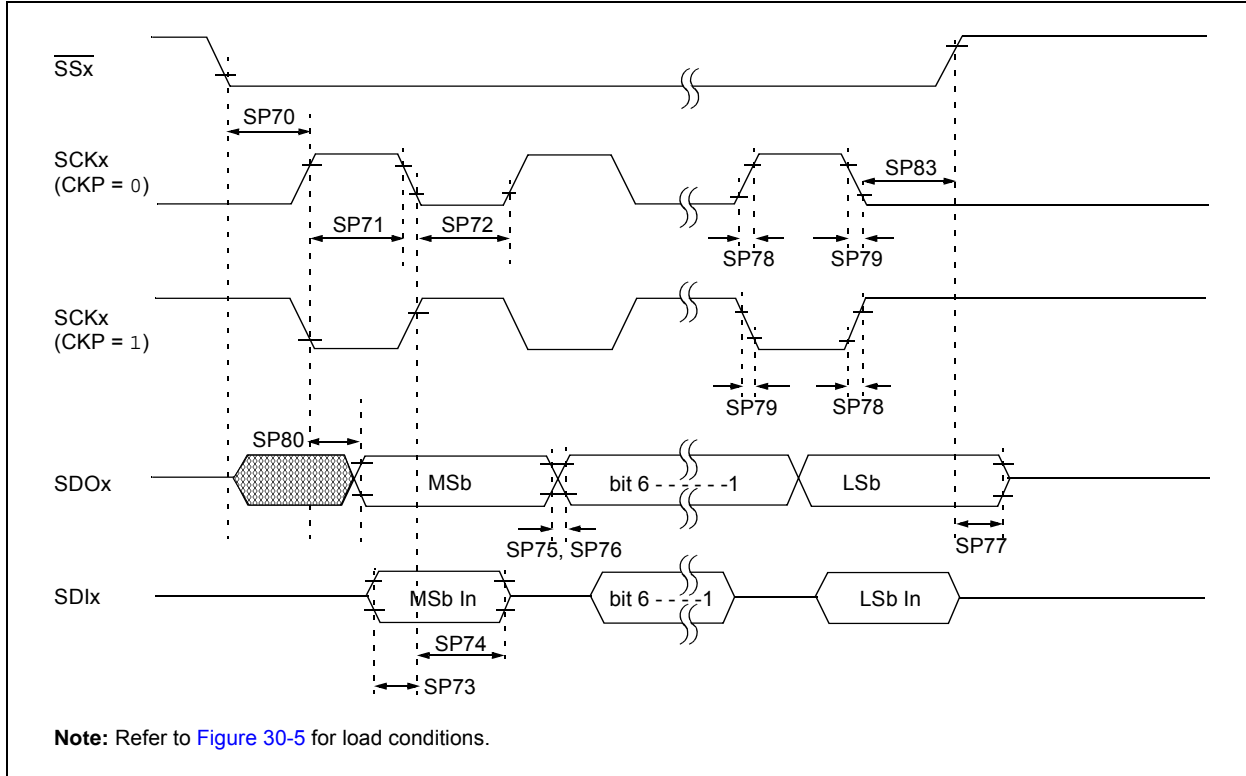 SSx
SP70
SCKx
(CKP = 0)
SP83
SP71
SP72
SP78
SP79
SCKx
(CKP = 1)
SP79
SP78
SP80
SDOx
MSb
bit 6 - - - - - -1
LSb
SP75, SP76
SP77
SDIx
MSb In
bit 6 - - - -1
LSb In
SP74
SP73
Note: Refer to Figure 30-5 for load conditions.